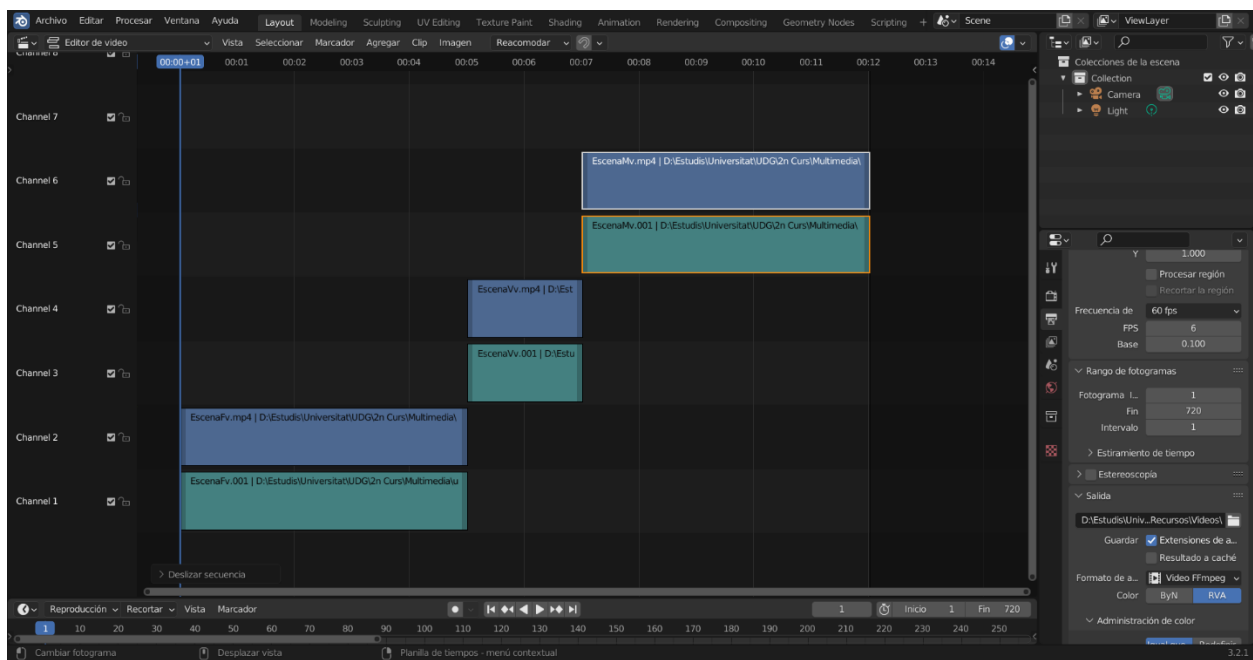 Archivo Editar Procesar Ventana Ayuda Layout Modeling Sculpting UV Editing Texture Paint Shading Animation Rendering Compositing Geometry Nodes Scripting + Scene ViewLayer
Editor de video Vista Seleccionar Marcador Agregar Clip Imagen Reacomodar
00:00+01 00:01 00:02 00:03 00:04 00:05 00:06 00:07 00:08 00:09 00:10 00:11 00:12 00:13 00:14
Channel 7
Channel 6
EscenaMv.mp4 | D:\Estudis\Universitat\UDG\2n Curs\Multimedia\
Channel 5
EscenaMv.001 | D:\Estudis\Universitat\UDG\2n Curs\Multimedia\
Channel 4
EscenaVv.mp4 | D:\Est
Channel 3
EscenaVv.001 | D:\Estu
Channel 2
EscenaFv.mp4 | D:\Estudis\Universitat\UDG\2n Curs\Multimedia\
Channel 1
EscenaFv.001 | D:\Estudis\Universitat\UDG\2n Curs\Multimedia\u
> Deslizar secuencia
Colecciones de la escena
Collection
Camera
Light
Y 1.000
Procesar región
Recortar la región
Frecuencia de 60 fps
FPS 6
Base 0.100
Rango de fotogramas
Fotograma I... 1
Fin 720
Intervalo 1
> Estiramiento de tiempo
> Estereoscopía
Salida
D:\Estudis\Univ...Recursos\Videos\
Guardar Extensiones de a...
Resultado a caché
Formato de a... Video FFmpeg
Color ByN RVA
Administración de color
Reproducción Recortar Vista Marcador 1 Inicio 1 Fin 720
1 10 20 30 40 50 60 70 80 90 100 110 120 130 140 150 160 170 180 190 200 210 220 230 240 250
Cambiar fotograma Desplazar vista Planilla de tiempos - menú contextual 3.2.1